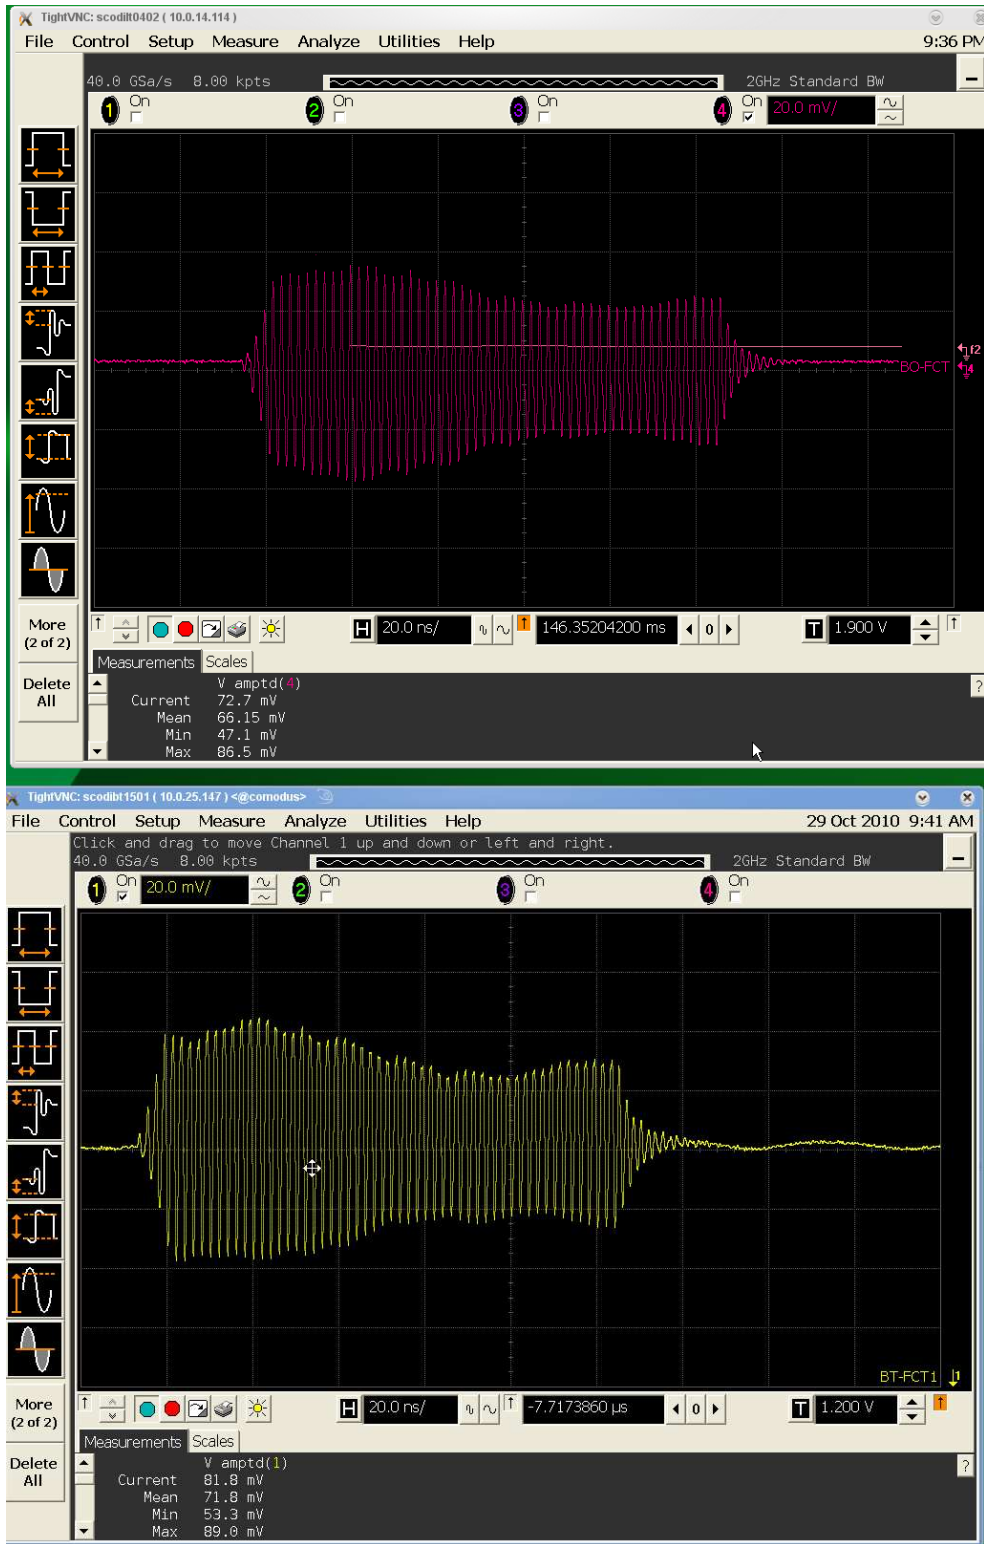 TightVNC: scodilt0402 ( 10.0.14.114 )
File Control Setup Measure Analyze Utilities Help 9:36 PM
40.0 GSa/s 8.00 kpts 2GHz Standard BW
1 On 2 On 3 On 4 On 20.0 mV/
f2
BO-FCT 4
More
(2 of 2)
Delete
All
H 20.0 ns/ 146.35204200 ms 0 T 1.900 V
Measurements Scales
V amptd(4)
Current 72.7 mV
Mean 66.15 mV
Min 47.1 mV
Max 86.5 mV
?
TightVNC: scodibt1501 ( 10.0.25.147 ) <@comodus>
File Control Setup Measure Analyze Utilities Help 29 Oct 2010 9:41 AM
Click and drag to move Channel 1 up and down or left and right.
40.0 GSa/s 8.00 kpts 2GHz Standard BW
1 On 20.0 mV/ 2 On 3 On 4 On
BT-FCT1 1
More
(2 of 2)
Delete
All
H 20.0 ns/ -7.7173860 µs 0 T 1.200 V
Measurements Scales
V amptd(1)
Current 81.8 mV
Mean 71.8 mV
Min 53.3 mV
Max 89.0 mV
?